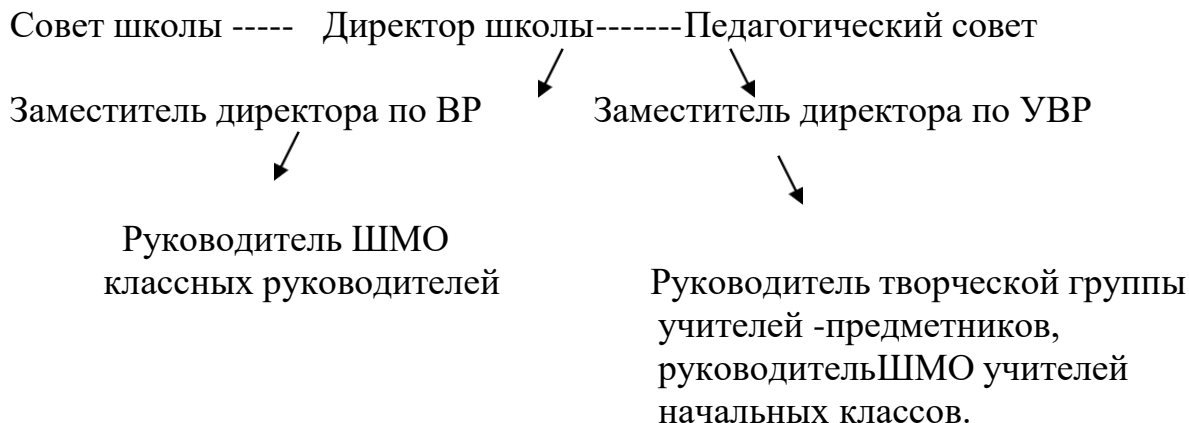 Совет школы ----- Директор школы-------Педагогический совет
Заместитель директора по ВР Заместитель директора по УВР
Руководитель ШМО
классных руководителей
Руководитель творческой группы
учителей -предметников,
руководительШМО учителей
начальных классов.